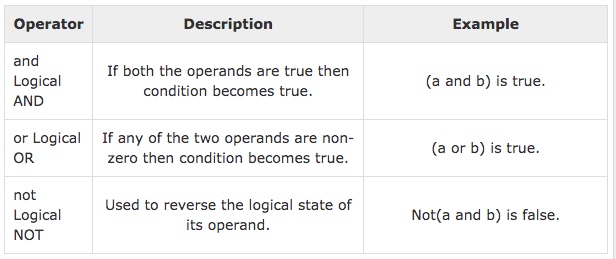 Operator Description Example
and
Logical
AND
If both the operands are true then
condition becomes true.
(a and b) is true.
or Logical
OR
If any of the two operands are non-
zero then condition becomes true.
(a or b) is true.
not
Logical
NOT
Used to reverse the logical state of
its operand.
Not(a and b) is false.